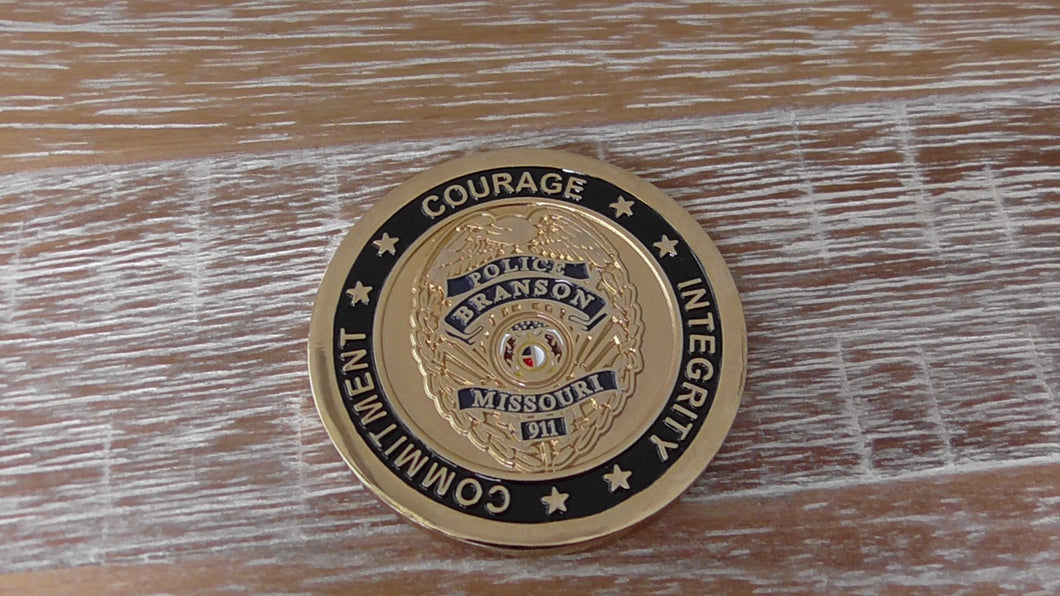 COURAGE
INTEGRITY
COMMITMENT
POLICE
BRANSON
MISSOURI
911